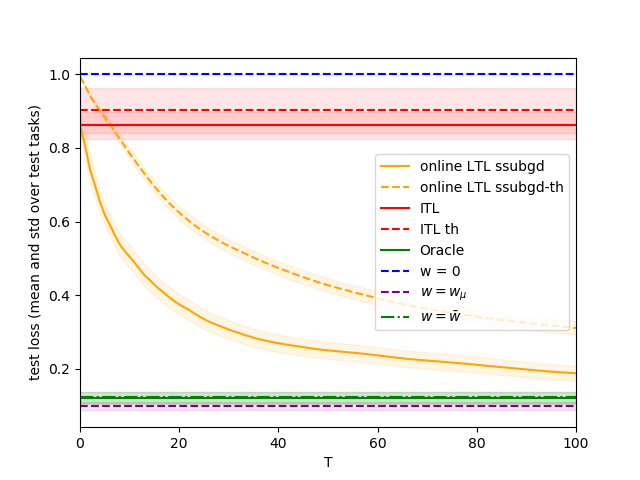 test loss (mean and std over test tasks)
1.0
0.8
0.6
0.4
0.2
online LTL ssubgd
online LTL ssubgd-th
ITL
ITL th
Oracle
w = 0
w = wμ
w = w̄
0 20 40 60 80 100
T